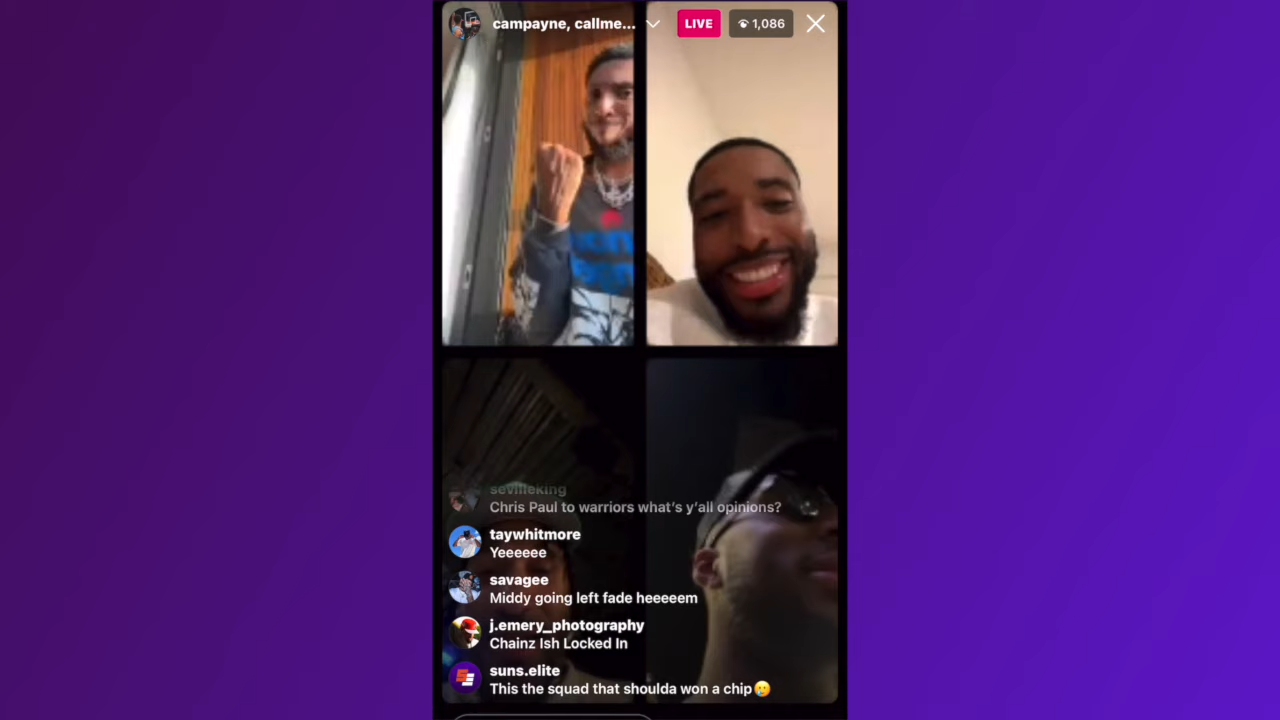 campayne, callme...
LIVE
1,086
sevilleking
Chris Paul to warriors what's y'all opinions?
taywhitmore
Yeeeeee
savagee
Middy going left fade heeeeem
j.emery_photography
Chainz Ish Locked In
suns.elite
This the squad that shoulda won a chip🥲